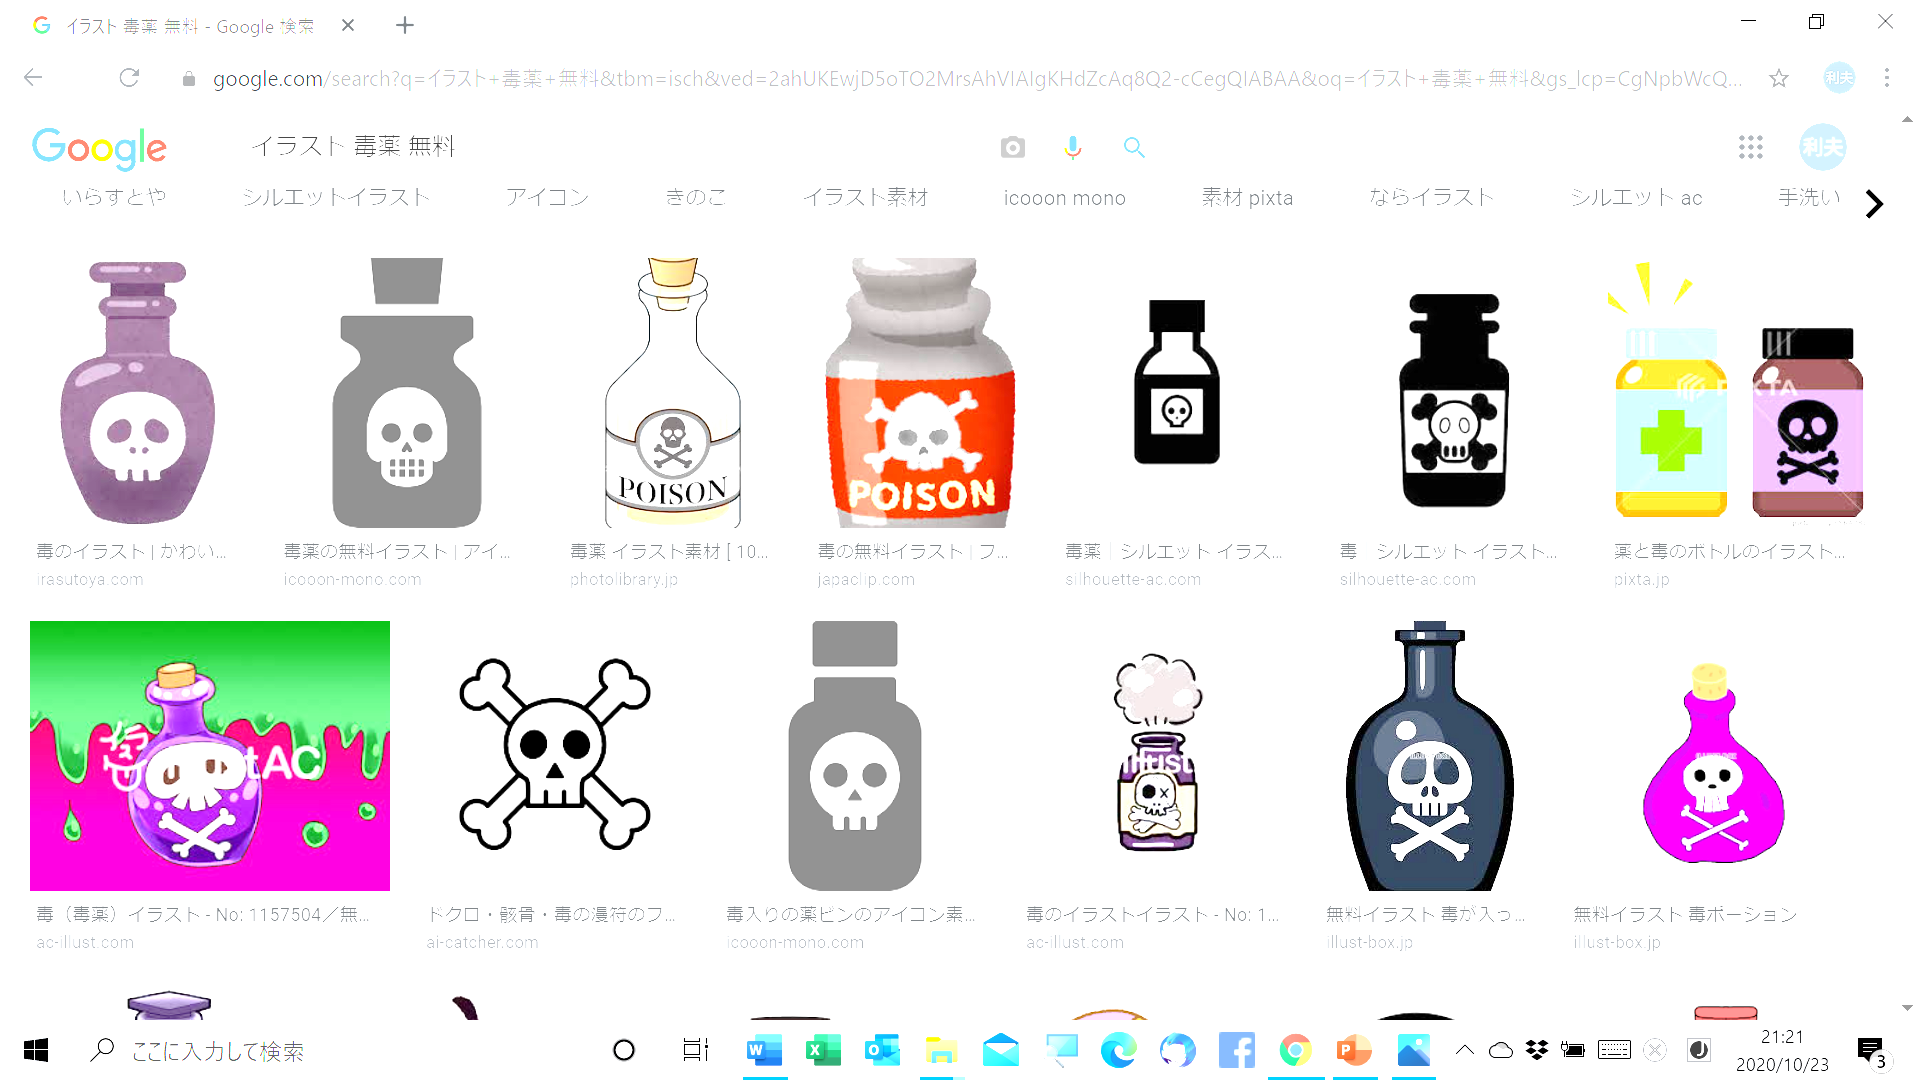 イラスト 毒薬 無料 - Google 検索
google.com/search?q=イラスト+毒薬+無料&tbm=isch&ved=2ahUKEwjD5oTO2MrsAhVIAIgKHdZcAq8Q2-cCegQIABAA&oq=イラスト+毒薬+無料&gs_lcp=CgNpbWcQ...
利夫
Google
イラスト 毒薬 無料
利夫
いらすとや シルエットイラスト アイコン きのこ イラスト素材 icooon mono 素材 pixta ならイラスト シルエット ac 手洗い
POISON
POISON
PIXTA
毒のイラスト | かわい... 毒薬の無料イラスト | アイ... 毒薬 イラスト素材 [ 10... 毒の無料イラスト | フ... 毒薬｜シルエット イラス... 毒　シルエット イラスト... 薬と毒のボトルのイラスト...
irasutoya.com icooon-mono.com photolibrary.jp japaclip.com silhouette-ac.com silhouette-ac.com pixta.jp
tAC
illust
毒（毒薬）イラスト - No: 1157504／無... ドクロ・骸骨・毒の漫符のフ... 毒入りの薬ビンのアイコン素... 毒のイラストイラスト - No: 1... 無料イラスト 毒が入っ... 無料イラスト 毒ポーション
ac-illust.com ai-catcher.com icooon-mono.com ac-illust.com illust-box.jp illust-box.jp
ここに入力して検索
21:21
2020/10/23
3